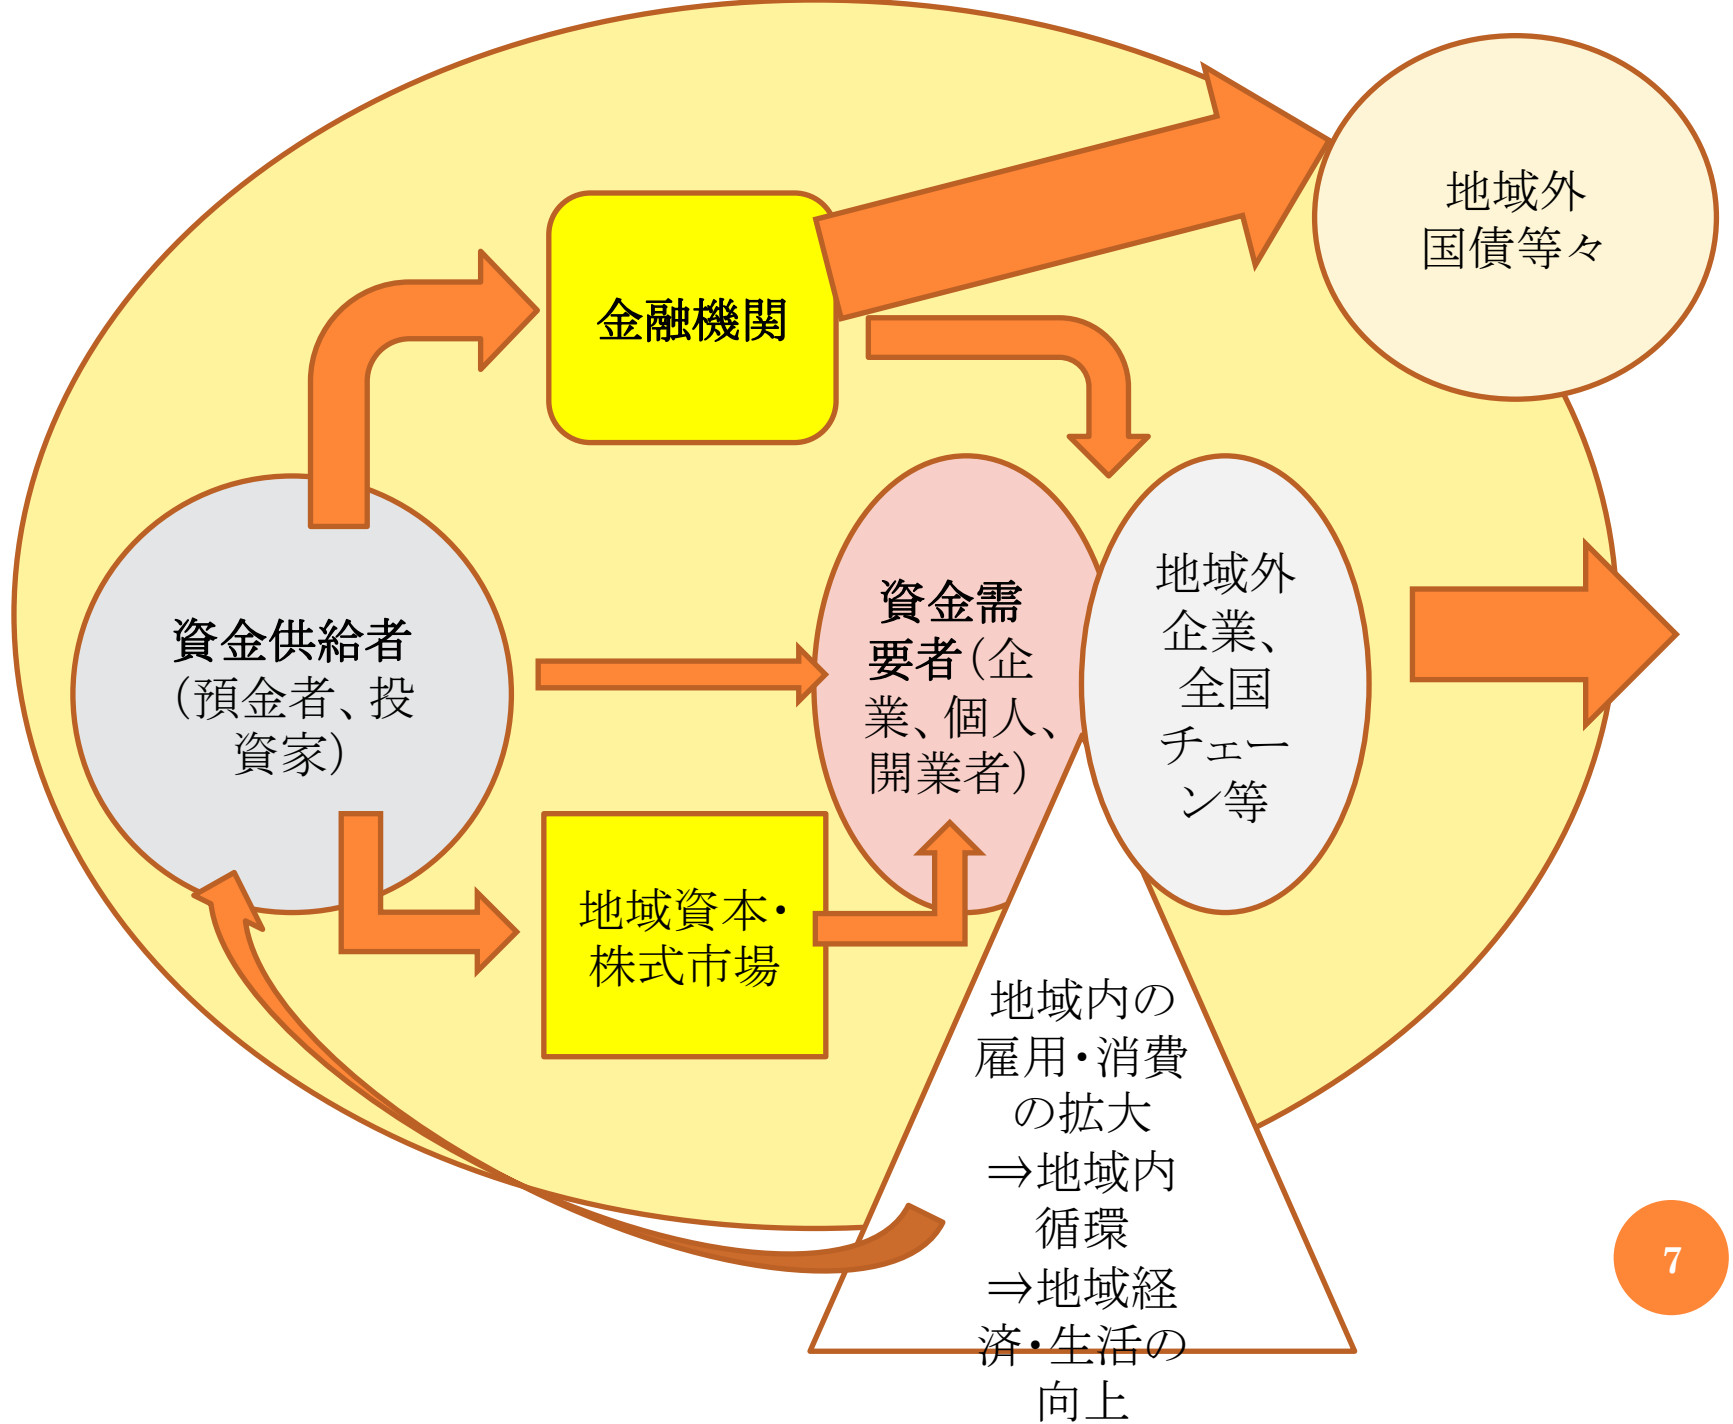 地域外
国債等々
金融機関
資金供給者
（預金者、投
資家）
資金需
要者（企
業、個人、
開業者）
地域外
企業、
全国
チェー
ン等
地域資本・
株式市場
地域内の
雇用・消費
の拡大
⇒地域内
循環
⇒地域経
済・生活の
向上
7